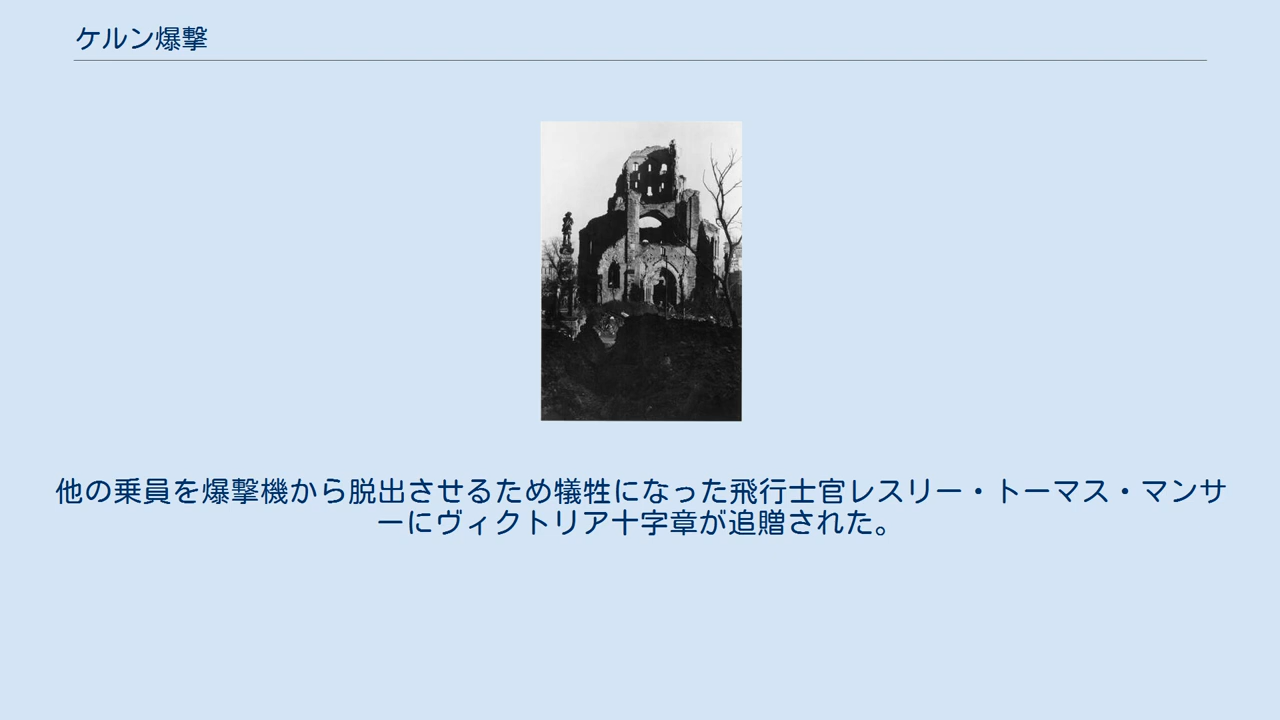 ケルン爆撃
他の乗員を爆撃機から脱出させるため犠牲になった飛行士官レスリー・トーマス・マンサ
ーにヴィクトリア十字章が追贈された。